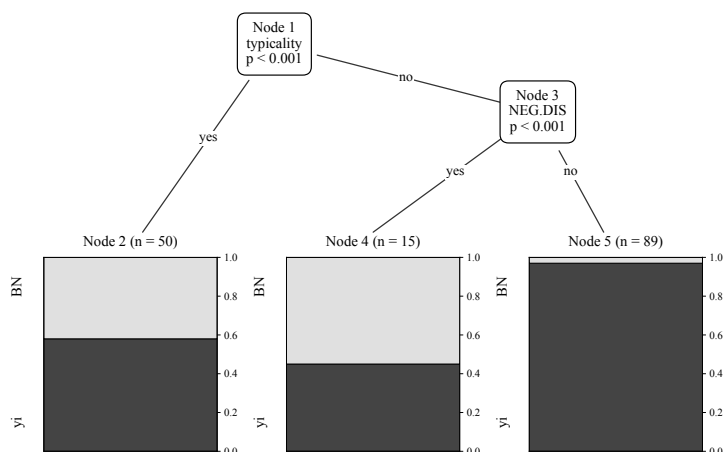 Node 1
typicality
p < 0.001
no
Node 3
NEG.DIS
p < 0.001
yes
yes
no
Node 2 (n = 50)
BN
yi
1.0
0.8
0.6
0.4
0.2
0.0
Node 4 (n = 15)
BN
yi
1.0
0.8
0.6
0.4
0.2
0.0
Node 5 (n = 89)
BN
yi
1.0
0.8
0.6
0.4
0.2
0.0